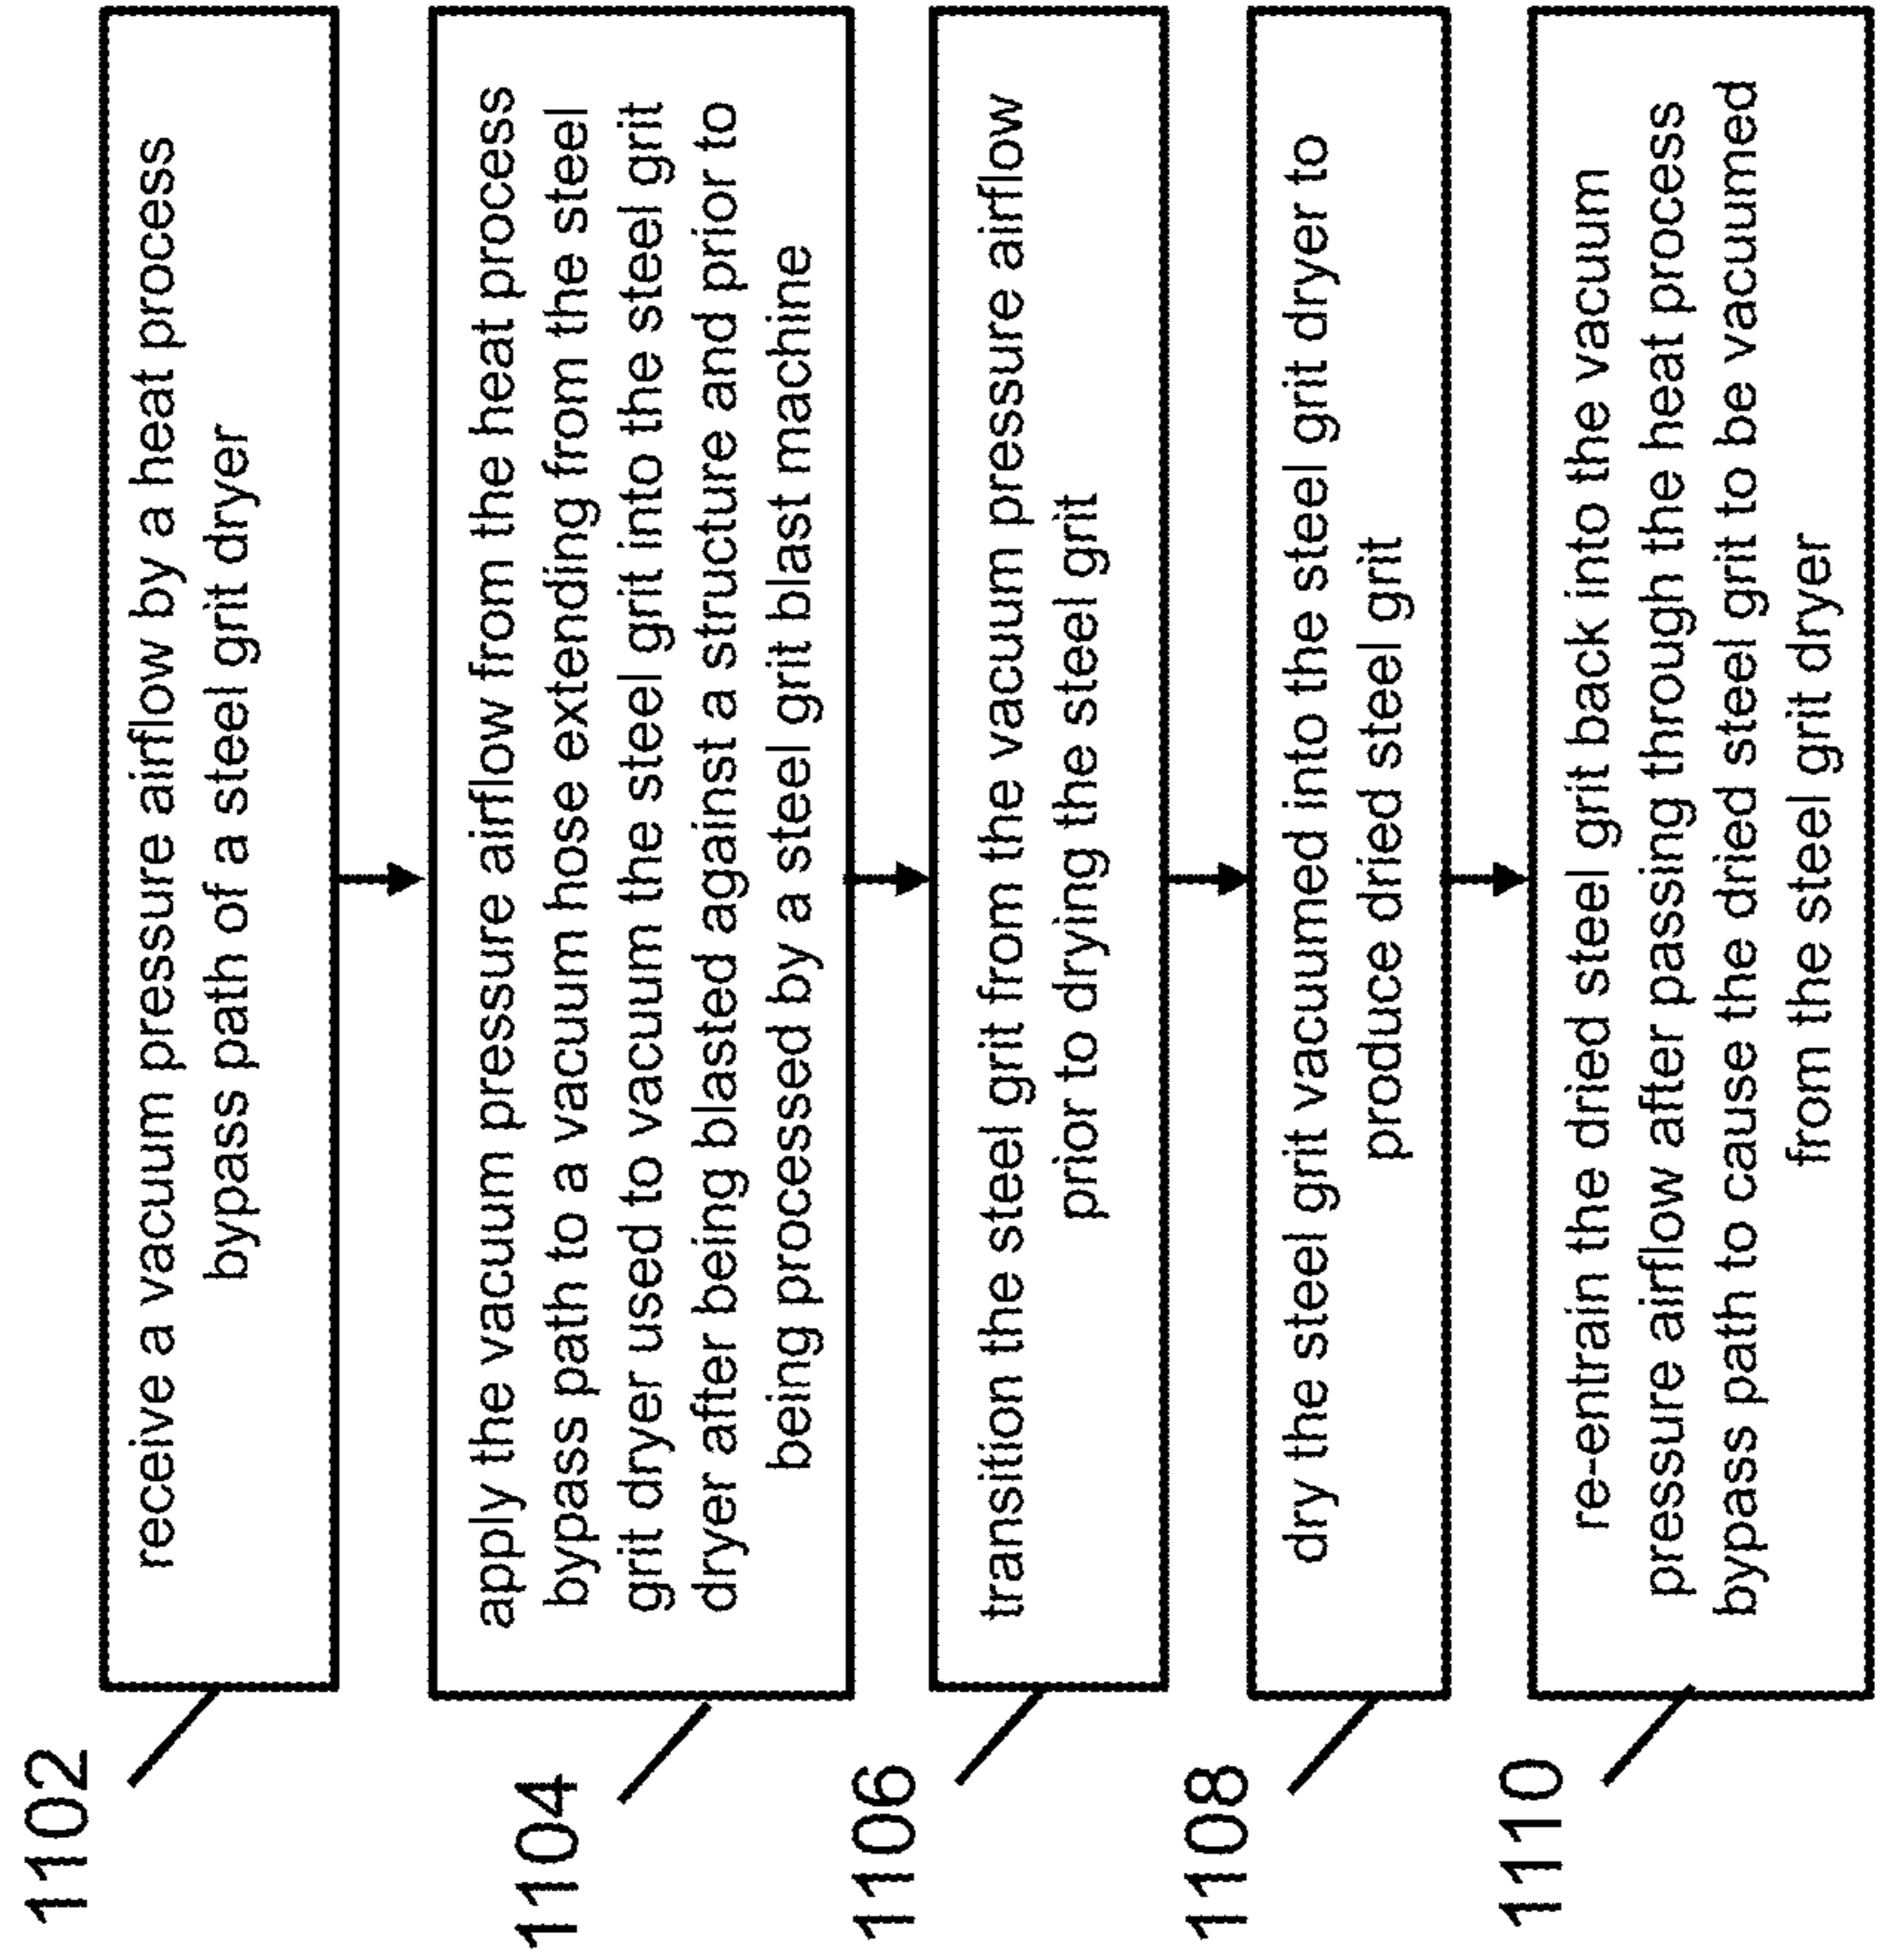 1102
receive a vacuum pressure airflow by a heat process
bypass path of a steel grit dryer
1104
apply the vacuum pressure airflow from the heat process
bypass path to a vacuum hose extending from the steel
grit dryer used to vacuum the steel grit into the steel grit
dryer after being blasted against a structure and prior to
being processed by a steel grit blast machine
1106
transition the steel grit from the vacuum pressure airflow
prior to drying the steel grit
1108
dry the steel grit vacuumed into the steel grit dryer to
produce dried steel grit
1110
re-entrain the dried steel grit back into the vacuum
pressure airflow after passing through the heat process
bypass path to cause the dried steel grit to be vacuumed
from the steel grit dryer